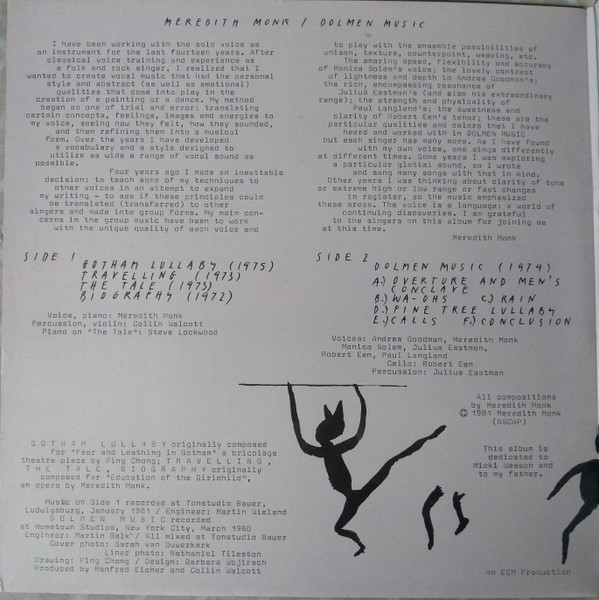 MEREDITH MONK / DOLMEN MUSIC
I have been working with the solo voice as
an instrument for the last fourteen years. After
classical voice training and experience as
a folk and rock singer, I realized that I
wanted to create vocal music that had the personal
style and abstract (as well as emotional)
qualities that come into play in the
creation of a painting or a dance. My method
began as one of trial and error: translating
certain concepts, feelings, images and energies to
my voice, seeing how they felt, how they sounded,
and then refining them into a musical
form. Over the years I have developed
a vocabulary and a style designed to
utilize as wide a range of vocal sound as
possible.
Four years ago I made an inevitable
decision: to teach some of my techniques to
other voices in an attempt to expand
my writing - to see if these principles could
be translated (transferred) to other
singers and made into group forms. My main con-
cerns in the group music have been to work
with the unique quality of each voice and
to play with the ensemble possibilities of
unison, texture, counterpoint, weaving, etc.
The amazing speed, flexibility and accuracy
of Monica Solem's voice; the lovely contrast
of lightness and depth in Andrea Goodman's;
the rich, encompassing resonance of
Julius Eastman's (and also his extraordinary
range); the strength and physicality of
Paul Langland's; the sweetness and
clarity of Robert Een's tenor; these are the
particular qualities and colors that I have
heard and worked with in DOLMEN MUSIC
but each singer has many more. As I have found
with my own voice, one sings differently
at different times. Some years I was exploring
a particular glottal sound, so I wrote
and sang many songs with that in mind.
Other years I was thinking about clarity of tone
or extreme high or low range or fast changes
in register, so the music emphasized
these areas. The voice is a language: a world of
continuing discoveries. I am grateful
to the singers on this album for joining me
at this time.
Meredith Monk
SIDE 1
GOTHAM LULLABY (1975)
TRAVELLING (1973)
THE TALE (1973)
BIOGRAPHY (1972)
Voice, piano: Meredith Monk
Percussion, violin: Collin Walcott
Piano on "The Tale": Steve Lockwood
SIDE 2
DOLMEN MUSIC (1979)
A.) OVERTURE AND MEN'S
CONCLAVE
B.) WA-OHS C.) RAIN
D.) PINE TREE LULLABY
E.) CALLS F.) CONCLUSION
Voices: Andrea Goodman, Meredith Monk
Monica Solem, Julius Eastman,
Robert Een, Paul Langland
Cello: Robert Een
Percussion: Julius Eastman
All compositions
by Meredith Monk
© 1981 Meredith Monk
(ASCAP)
This album is
dedicated to
Micki Wesson and
to my father.
GOTHAM LULLABY originally composed
for "Fear and Loathing in Gotham" a bricolage
theatre piece by Ping Chong; TRAVELLING,
THE TALE, BIOGRAPHY originally
composed for "Education of the Girlchild",
an opera by Meredith Monk.
Music on Side 1 recorded at Tonstudio Bauer,
Ludwigsburg, January 1981 / Engineer: Martin Wieland
DOLMEN MUSIC recorded
at Hometown Studios, New York City, March 1980
Engineer: Martin Galk / All mixed at Tonstudio Bauer
Cover photo: Sarah van Ouwerkerk
Liner photo: Nathaniel Tileston
Drawing: Ping Chong / Design: Barbara Wojirsch
Produced by Manfred Eicher and Collin Walcott
An ECM Production